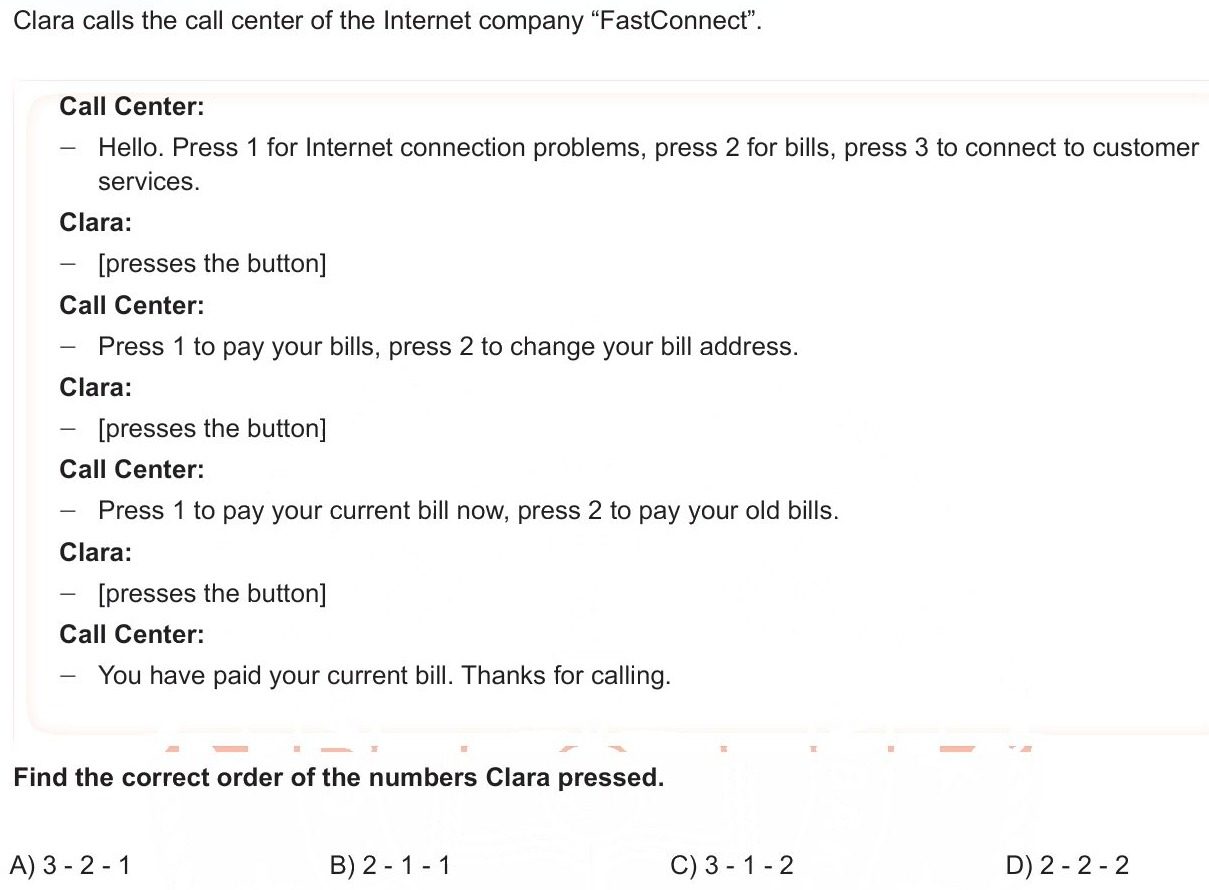 Clara calls the call center of the Internet company “FastConnect”.
Call Center:
– Hello. Press 1 for Internet connection problems, press 2 for bills, press 3 to connect to customer
services.
Clara:
– [presses the button]
Call Center:
– Press 1 to pay your bills, press 2 to change your bill address.
Clara:
– [presses the button]
Call Center:
– Press 1 to pay your current bill now, press 2 to pay your old bills.
Clara:
– [presses the button]
Call Center:
– You have paid your current bill. Thanks for calling.
Find the correct order of the numbers Clara pressed.
A) 3 - 2 - 1 B) 2 - 1 - 1 C) 3 - 1 - 2 D) 2 - 2 - 2